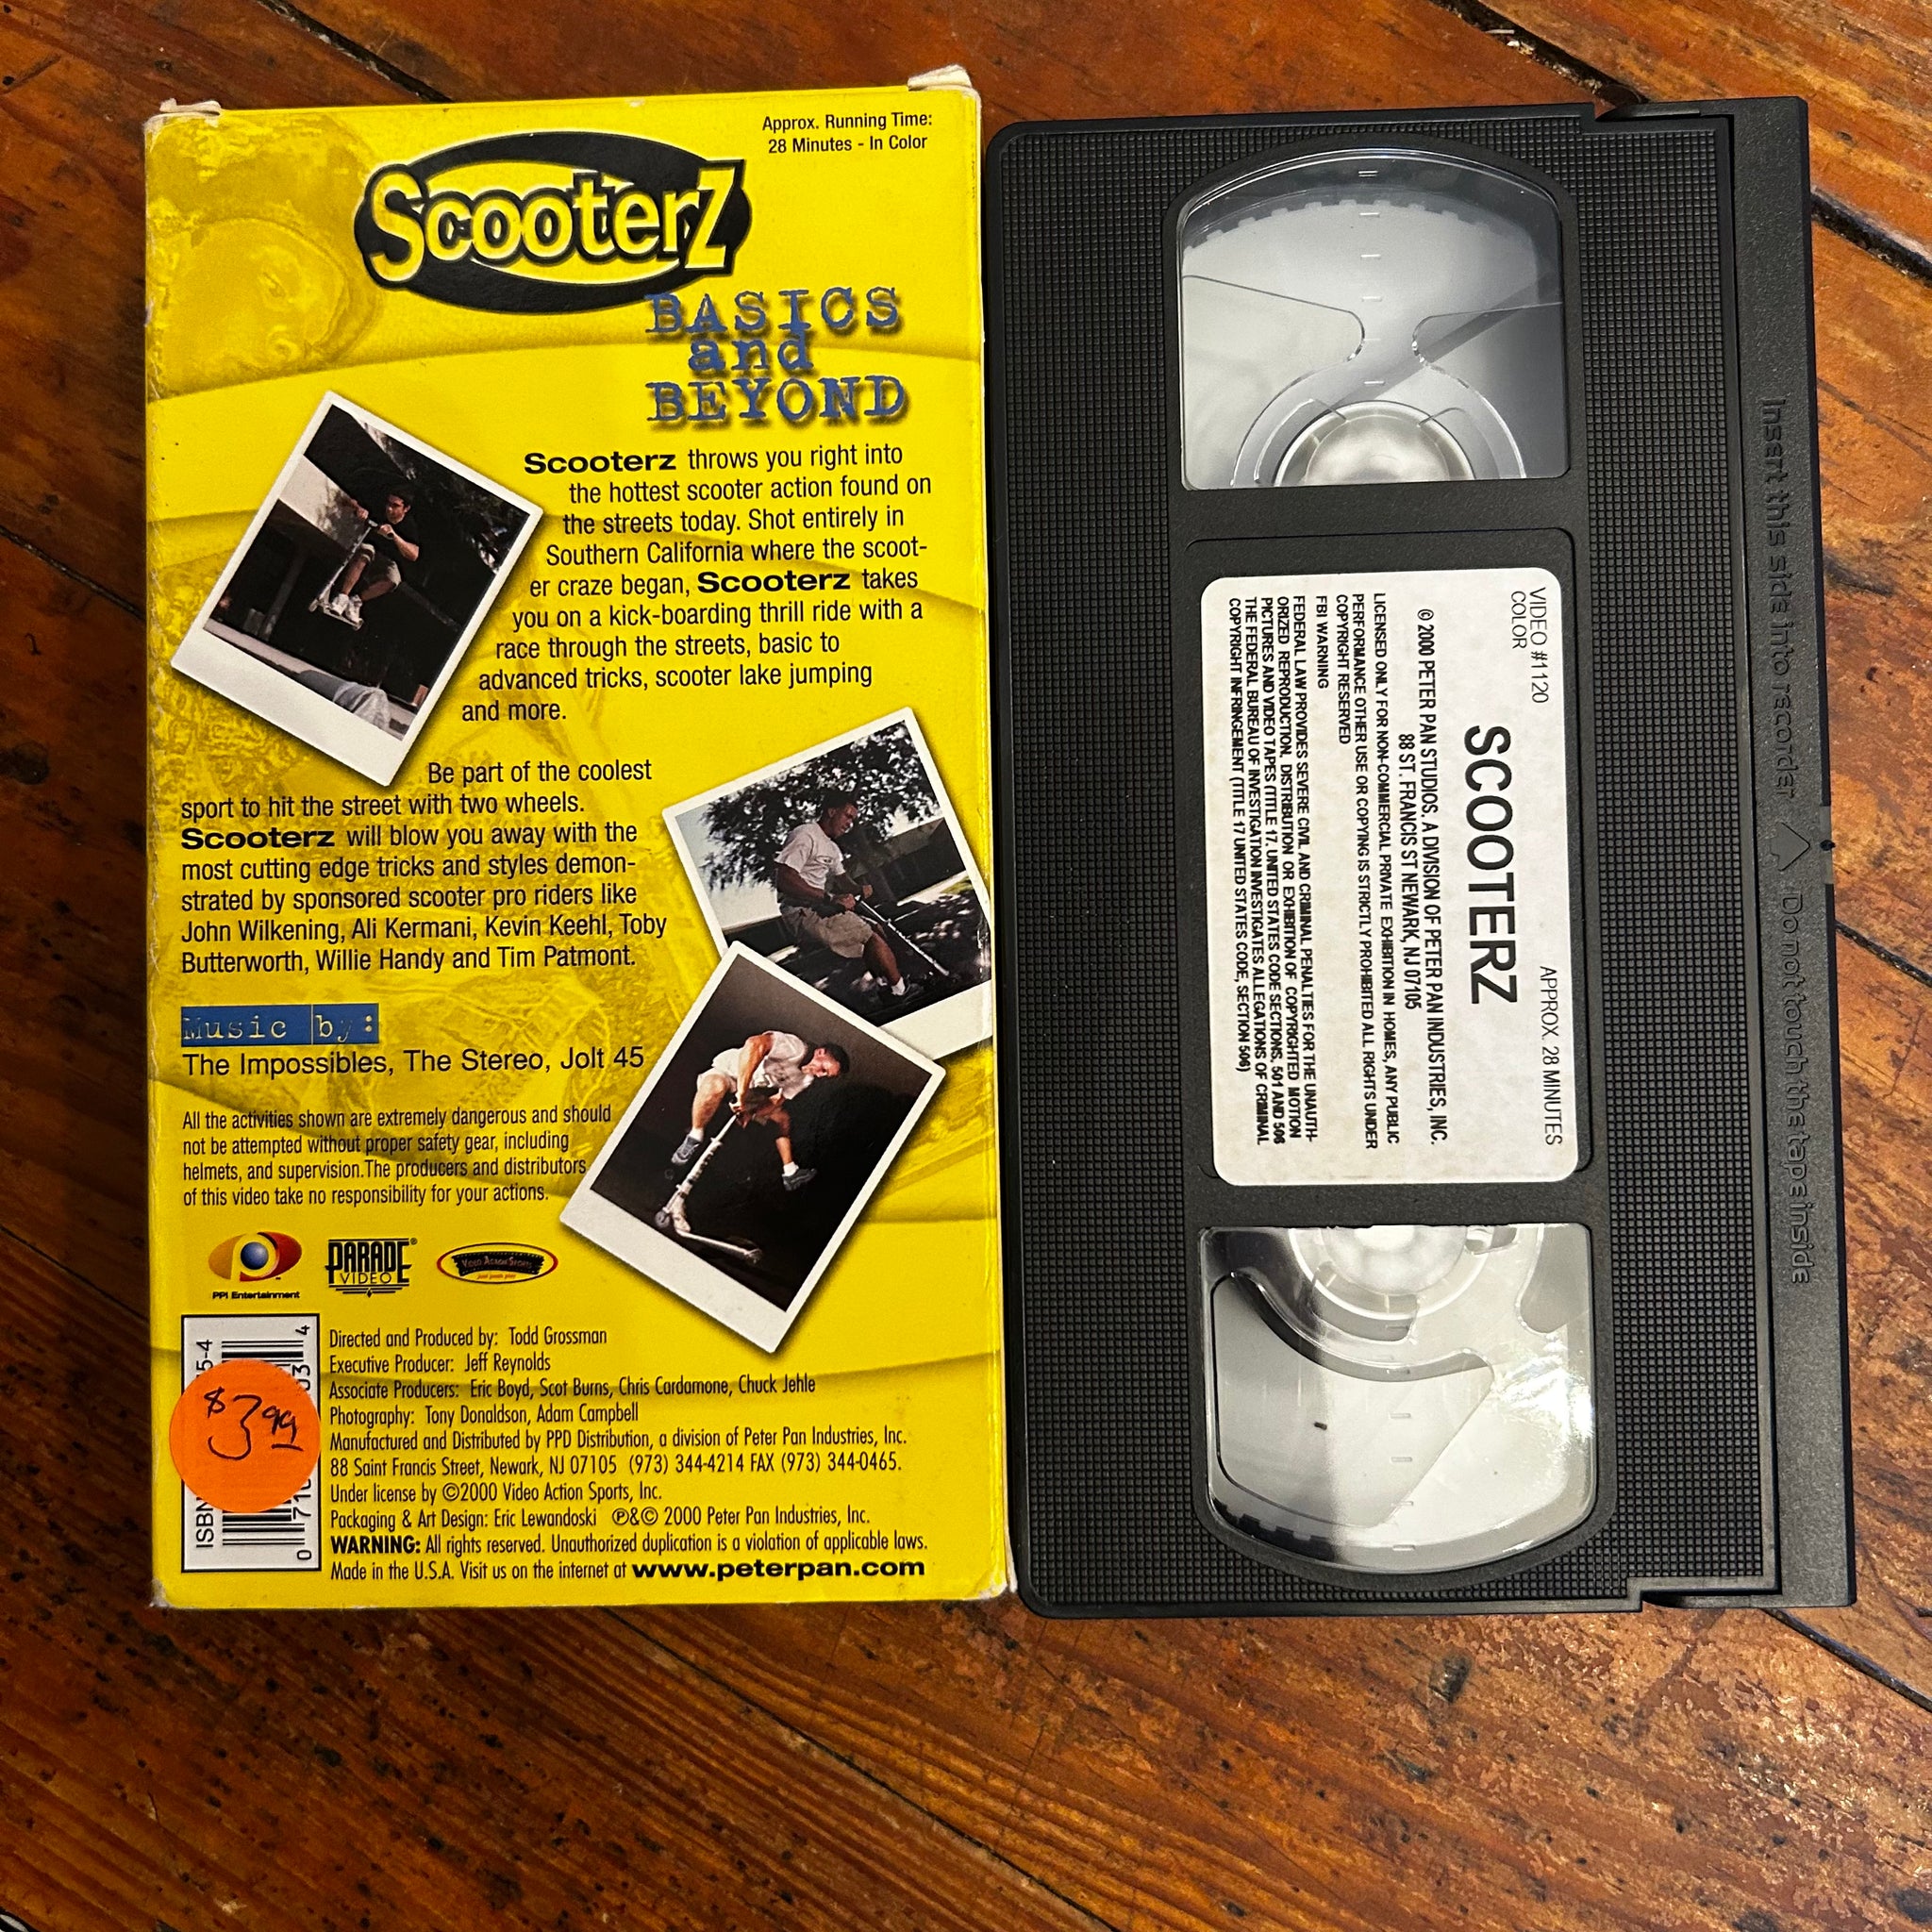 Approx. Running Time:
28 Minutes - In Color
ScooterZ
BASICS
and
BEYOND
Scooterz throws you right into
the hottest scooter action found on
the streets today. Shot entirely in
Southern California where the scoot-
er craze began, Scooterz takes
you on a kick-boarding thrill ride with a
race through the streets, basic to
advanced tricks, scooter lake jumping
and more.
Be part of the coolest
sport to hit the street with two wheels.
Scooterz will blow you away with the
most cutting edge tricks and styles demon-
strated by sponsored scooter pro riders like
John Wilkening, Ali Kermani, Kevin Keehl, Toby
Butterworth, Willie Handy and Tim Patmont.
Music by:
The Impossibles, The Stereo, Jolt 45
All the activities shown are extremely dangerous and should
not be attempted without proper safety gear, including
helmets, and supervision.The producers and distributors
of this video take no responsibility for your actions.
PPI Entertainment
PARADE®
VIDEO
VIDEO ACTION SPORTS
Directed and Produced by: Todd Grossman
Executive Producer: Jeff Reynolds
Associate Producers: Eric Boyd, Scot Burns, Chris Cardamone, Chuck Jehle
Photography: Tony Donaldson, Adam Campbell
Manufactured and Distributed by PPD Distribution, a division of Peter Pan Industries, Inc.
88 Saint Francis Street, Newark, NJ 07105 (973) 344-4214 FAX (973) 344-0465.
Under license by ©2000 Video Action Sports, Inc.
Packaging & Art Design: Eric Lewandoski ℗&© 2000 Peter Pan Industries, Inc.
WARNING: All rights reserved. Unauthorized duplication is a violation of applicable laws.
Made in the U.S.A. Visit us on the internet at www.peterpan.com
ISBN
5-4
$3.99
VIDEO #1120
APPROX. 28 MINUTES
COLOR
SCOOTERZ
© 2000 PETER PAN STUDIOS. A DIVISION OF PETER PAN INDUSTRIES, INC.
88 ST. FRANCIS ST NEWARK, NJ 07105
LICENSED ONLY FOR NON-COMMERCIAL PRIVATE EXHIBITION IN HOMES, ANY PUBLIC
PERFORMANCE OTHER USE OR COPYING IS STRICTLY PROHIBITED ALL RIGHTS UNDER
COPYRIGHT RESERVED
FBI WARNING
FEDERAL LAW PROVIDES SEVERE CIVIL AND CRIMINAL PENALTIES FOR THE UNAUTH-
ORIZED REPRODUCTION, DISTRIBUTION OR EXHIBITION OF COPYRIGHTED MOTION
PICTURES AND VIDEO TAPES (TITLE 17, UNITED STATES CODE SECTIONS, 501 AND 506
THE FEDERAL BUREAU OF INVESTIGATION INVESTIGATES ALLEGATIONS OF CRIMINAL
COPYRIGHT INFRINGEMENT (TITLE 17 UNITED STATES CODE, SECTION 506)
Insert this side into recorder Do not touch the tape inside